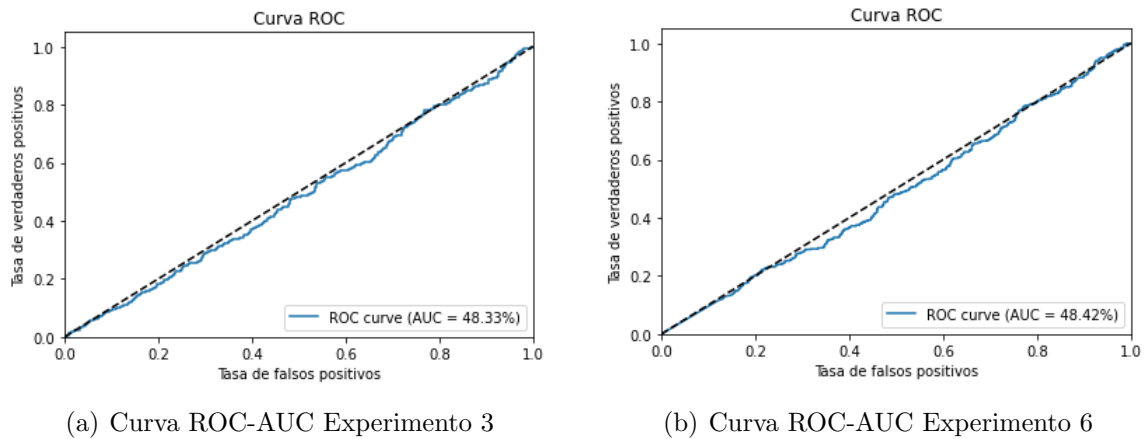 Curva ROC
1.0
0.8
0.6
0.4
0.2
0.0
Tasa de verdaderos positivos
ROC curve (AUC = 48.33%)
0.0 0.2 0.4 0.6 0.8 1.0
Tasa de falsos positivos
(a) Curva ROC-AUC Experimento 3
Curva ROC
1.0
0.8
0.6
0.4
0.2
0.0
Tasa de verdaderos positivos
ROC curve (AUC = 48.42%)
0.0 0.2 0.4 0.6 0.8 1.0
Tasa de falsos positivos
(b) Curva ROC-AUC Experimento 6